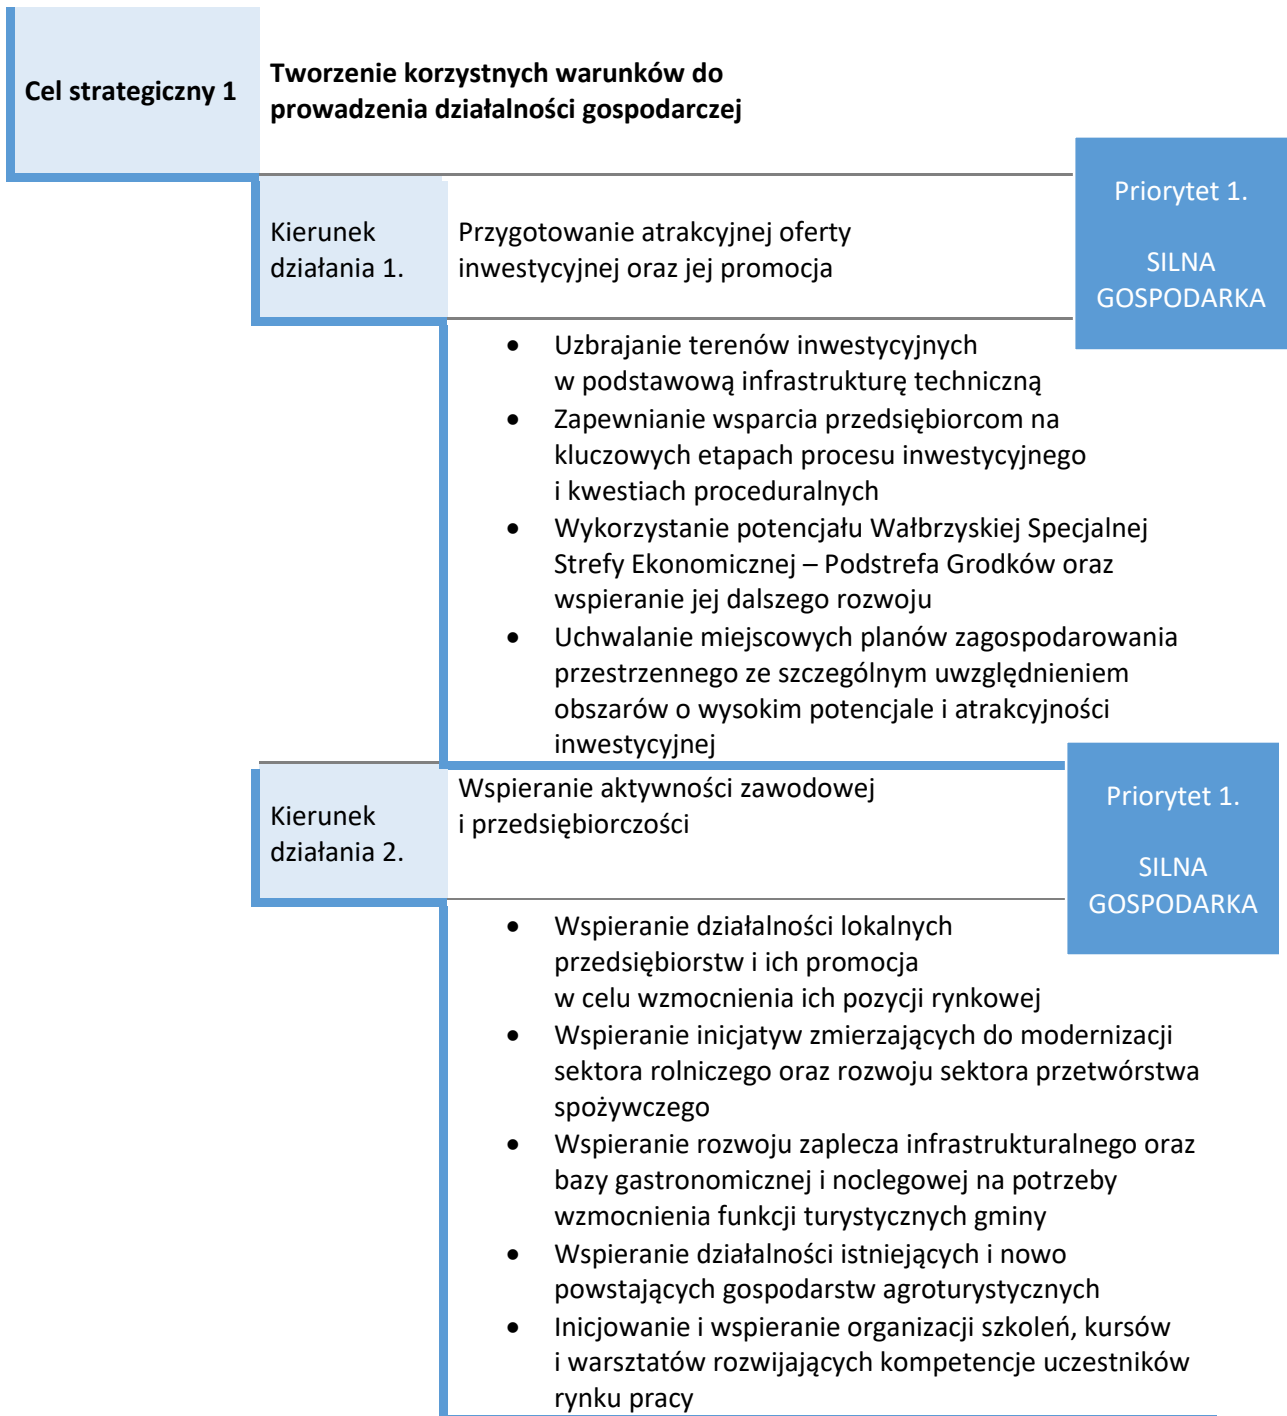 Cel strategiczny 1
Tworzenie korzystnych warunków do
prowadzenia działalności gospodarczej
Priorytet 1.
SILNA
GOSPODARKA
Kierunek
działania 1.
Przygotowanie atrakcyjnej oferty
inwestycyjnej oraz jej promocja
• Uzbrajanie terenów inwestycyjnych
w podstawową infrastrukturę techniczną
• Zapewnianie wsparcia przedsiębiorcom na
kluczowych etapach procesu inwestycyjnego
i kwestiach proceduralnych
• Wykorzystanie potencjału Wałbrzyskiej Specjalnej
Strefy Ekonomicznej – Podstrefa Grodków oraz
wspieranie jej dalszego rozwoju
• Uchwalanie miejscowych planów zagospodarowania
przestrzennego ze szczególnym uwzględnieniem
obszarów o wysokim potencjale i atrakcyjności
inwestycyjnej
Kierunek
działania 2.
Wspieranie aktywności zawodowej
i przedsiębiorczości
Priorytet 1.
SILNA
GOSPODARKA
• Wspieranie działalności lokalnych
przedsiębiorstw i ich promocja
w celu wzmocnienia ich pozycji rynkowej
• Wspieranie inicjatyw zmierzających do modernizacji
sektora rolniczego oraz rozwoju sektora przetwórstwa
spożywczego
• Wspieranie rozwoju zaplecza infrastrukturalnego oraz
bazy gastronomicznej i noclegowej na potrzeby
wzmocnienia funkcji turystycznych gminy
• Wspieranie działalności istniejących i nowo
powstających gospodarstw agroturystycznych
• Inicjowanie i wspieranie organizacji szkoleń, kursów
i warsztatów rozwijających kompetencje uczestników
rynku pracy